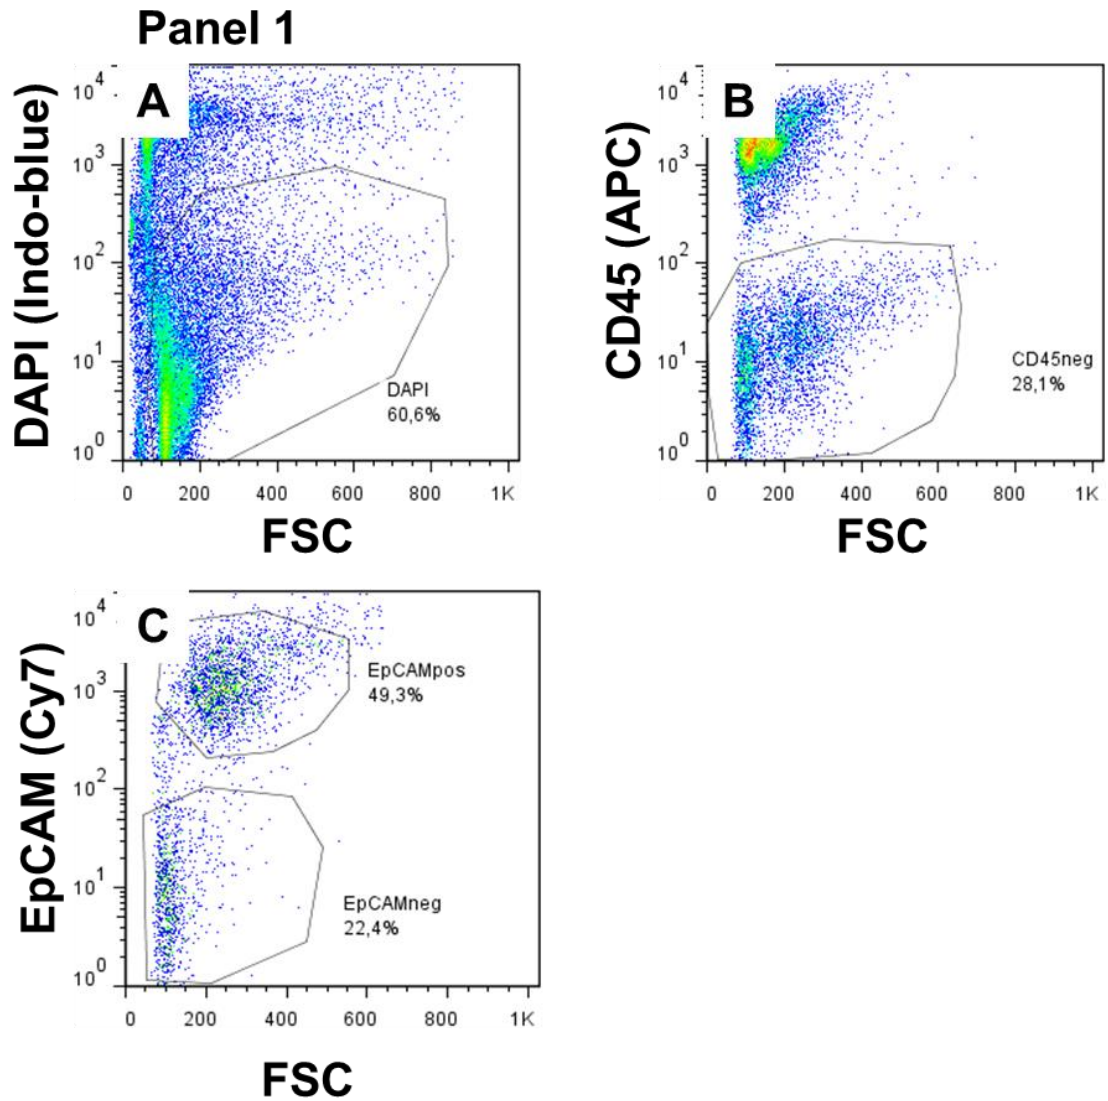 Panel 1
A
DAPI (Indo-blue)
10^4
10^3
10^2
10^1
10^0
DAPI
60,6%
0 200 400 600 800 1K
FSC
B
CD45 (APC)
10^4
10^3
10^2
10^1
10^0
CD45neg
28,1%
0 200 400 600 800 1K
FSC
C
EpCAM (Cy7)
10^4
10^3
10^2
10^1
10^0
EpCAMpos
49,3%
EpCAMneg
22,4%
0 200 400 600 800 1K
FSC